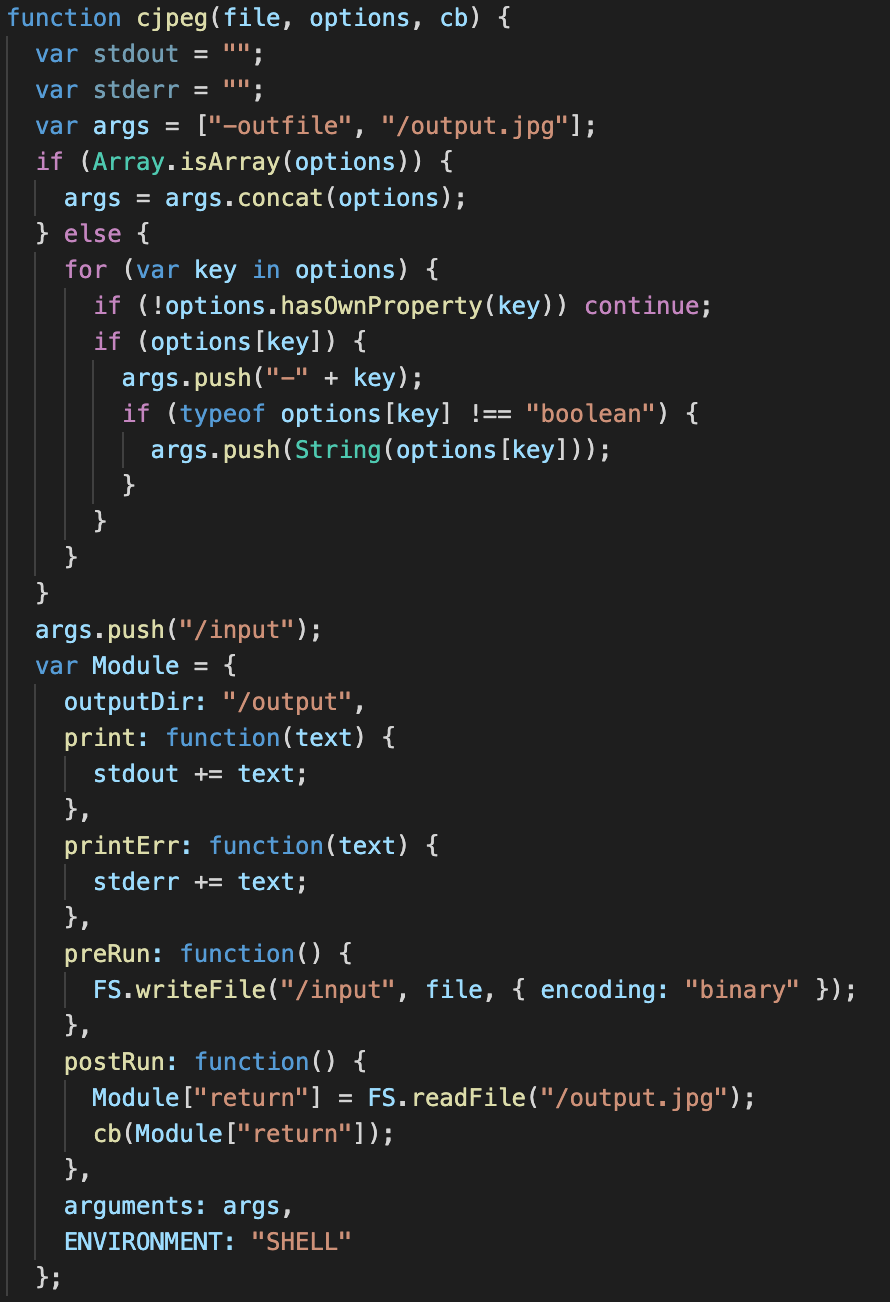 function cjpeg(file, options, cb) {
  var stdout = "";
  var stderr = "";
  var args = ["-outfile", "/output.jpg"];
  if (Array.isArray(options)) {
    args = args.concat(options);
  } else {
    for (var key in options) {
      if (!options.hasOwnProperty(key)) continue;
      if (options[key]) {
        args.push("-" + key);
        if (typeof options[key] !== "boolean") {
          args.push(String(options[key]));
        }
      }
    }
  }
  args.push("/input");
  var Module = {
    outputDir: "/output",
    print: function(text) {
      stdout += text;
    },
    printErr: function(text) {
      stderr += text;
    },
    preRun: function() {
      FS.writeFile("/input", file, { encoding: "binary" });
    },
    postRun: function() {
      Module["return"] = FS.readFile("/output.jpg");
      cb(Module["return"]);
    },
    arguments: args,
    ENVIRONMENT: "SHELL"
  };